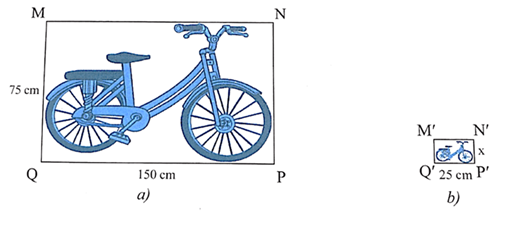 M N
75 cm
Q 150 cm P
a)
M' N'
x
Q' 25 cm P'
b)